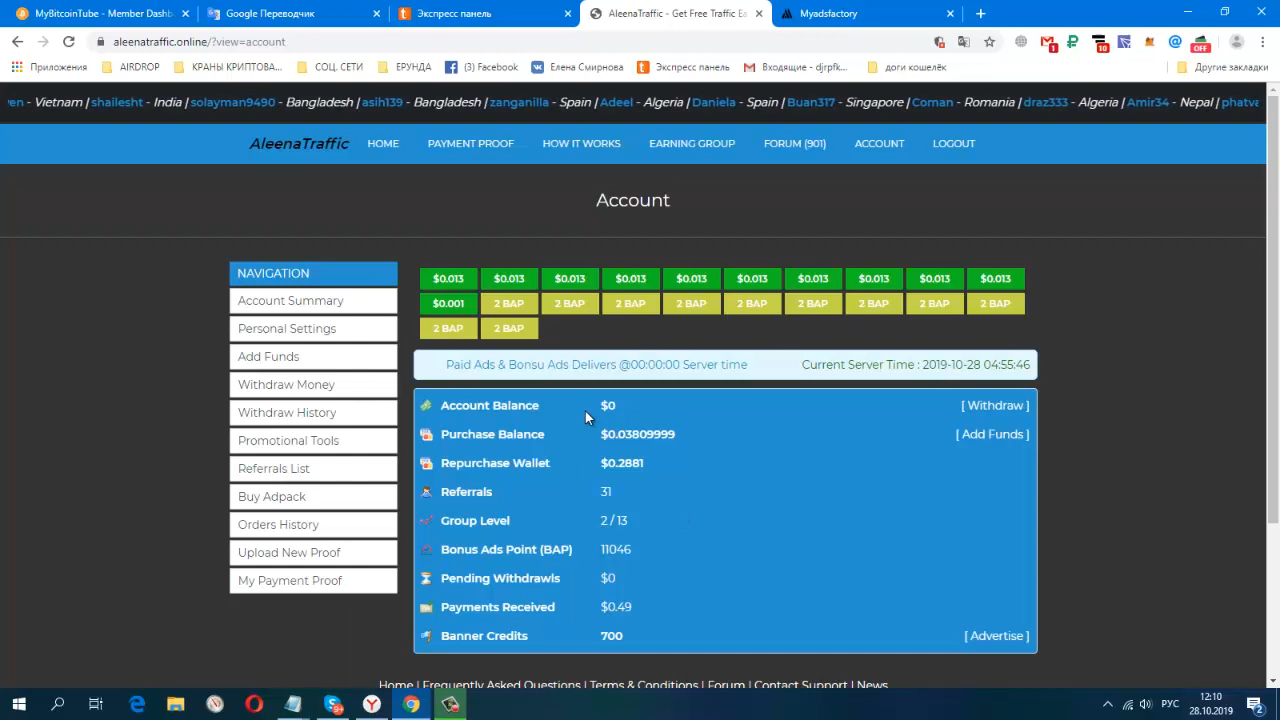 MyBitcoinTube - Member Dashb
Google Переводчик
Экспресс панель
AleenaTraffic - Get Free Traffic Ea
Myadsfactory
aleenatraffic.online/?view=account
1
10
OFF
Приложения
AIRDROP
КРАНЫ КРИПТОВА...
СОЦ. СЕТИ
ЕРУНДА
(3) Facebook
Елена Смирнова
Экспресс панель
Входящие - djrpfk...
доги кошелёк
Другие закладки
en - Vietnam | shailesht - India | solayman9490 - Bangladesh | asih139 - Bangladesh | zanganilla - Spain | Adeel - Algeria | Daniela - Spain | Buan317 - Singapore | Coman - Romania | draz333 - Algeria | Amir34 - Nepal | phatva
AleenaTraffic HOME PAYMENT PROOF HOW IT WORKS EARNING GROUP FORUM (901) ACCOUNT LOGOUT
Account
NAVIGATION
Account Summary
Personal Settings
Add Funds
Withdraw Money
Withdraw History
Promotional Tools
Referrals List
Buy Adpack
Orders History
Upload New Proof
My Payment Proof
$0.013 $0.013 $0.013 $0.013 $0.013 $0.013 $0.013 $0.013 $0.013 $0.013
$0.001 2 BAP 2 BAP 2 BAP 2 BAP 2 BAP 2 BAP 2 BAP 2 BAP 2 BAP
2 BAP 2 BAP
Paid Ads & Bonsu Ads Delivers @00:00:00 Server time Current Server Time : 2019-10-28 04:55:46
Account Balance $0 [ Withdraw ]
Purchase Balance $0.03809999 [ Add Funds ]
Repurchase Wallet $0.2881
Referrals 31
Group Level 2 / 13
Bonus Ads Point (BAP) 11046
Pending Withdrawls $0
Payments Received $0.49
Banner Credits 700 [ Advertise ]
Home | Frequently Asked Questions | Terms & Conditions | Forum | Contact Support | News
РУС
12:10
28.10.2019
2